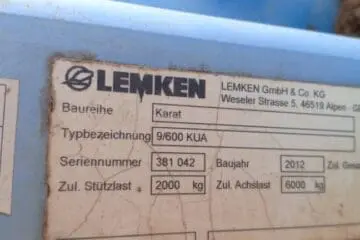 LEMKEN
LEMKEN GmbH & Co. KG
Weseler Strasse 5, 46519 Alpen
Baureihe Karat
Typbezeichnung 9/600 KUA
Seriennummer 381 042 Baujahr 2012 Zul.
Zul. Stützlast 2000 kg Zul. Achslast 6000 kg